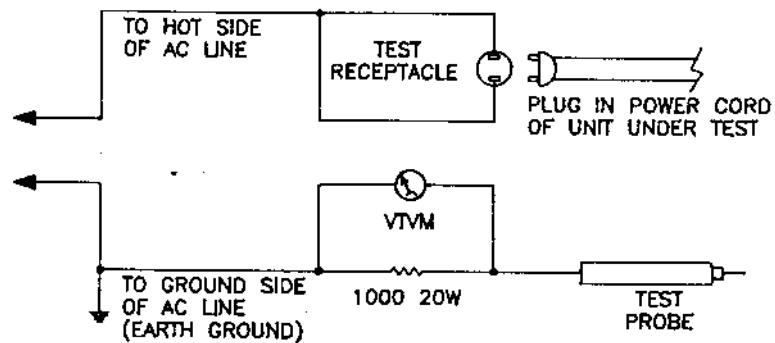 TO HOT SIDE
OF AC LINE
TEST
RECEPTACLE
PLUG IN POWER CORD
OF UNIT UNDER TEST
VTVM
TO GROUND SIDE
OF AC LINE
(EARTH GROUND)
1000 20W
TEST
PROBE